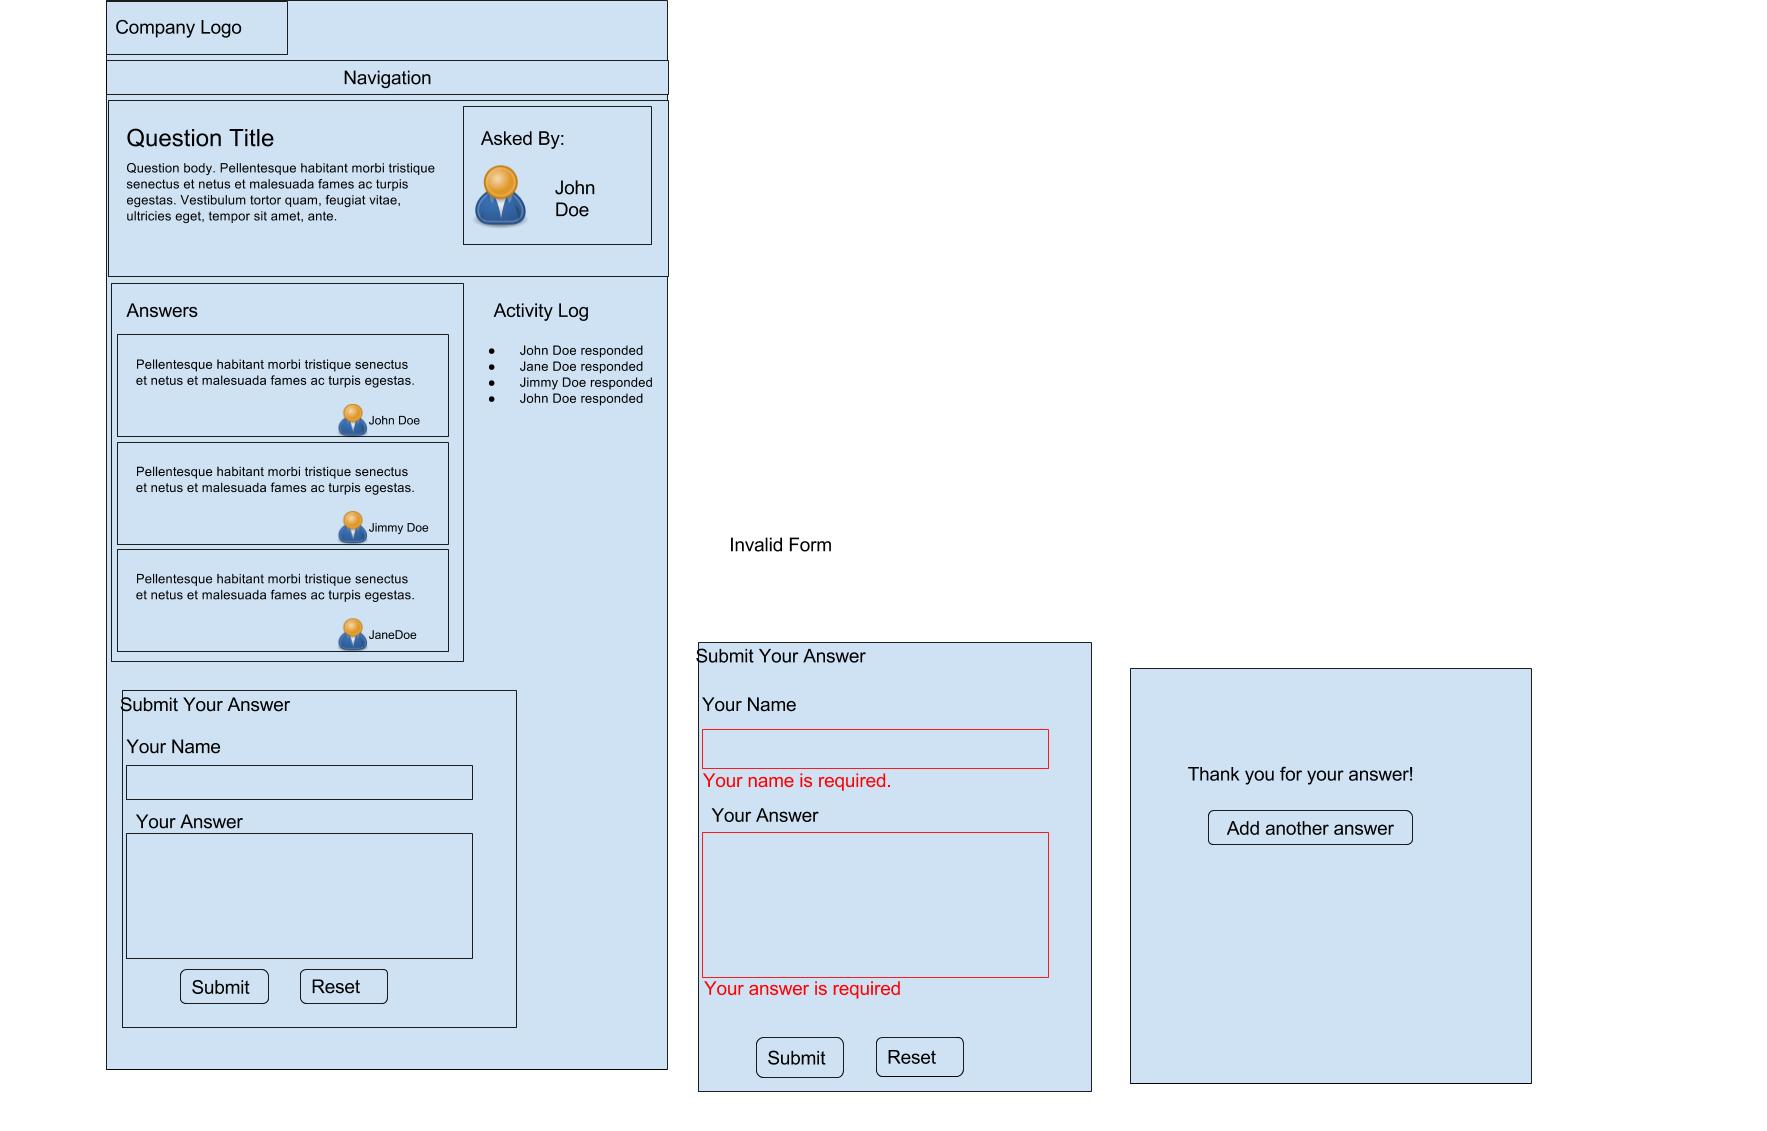 Company Logo
Navigation
Question Title
Question body. Pellentesque habitant morbi tristique
senectus et netus et malesuada fames ac turpis
egestas. Vestibulum tortor quam, feugiat vitae,
ultricies eget, tempor sit amet, ante.
Asked By:
John
Doe
Answers
Pellentesque habitant morbi tristique senectus
et netus et malesuada fames ac turpis egestas.
John Doe
Pellentesque habitant morbi tristique senectus
et netus et malesuada fames ac turpis egestas.
Jimmy Doe
Pellentesque habitant morbi tristique senectus
et netus et malesuada fames ac turpis egestas.
JaneDoe
Activity Log
● John Doe responded
● Jane Doe responded
● Jimmy Doe responded
● John Doe responded
Submit Your Answer
Your Name
Your Answer
Submit
Reset
Invalid Form
Submit Your Answer
Your Name
Your name is required.
Your Answer
Your answer is required
Submit
Reset
Thank you for your answer!
Add another answer